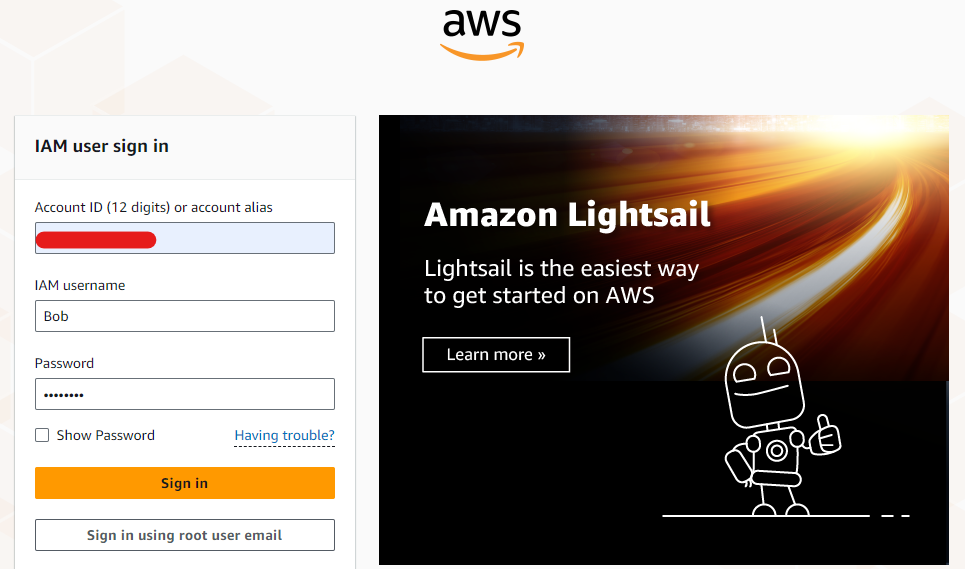 aws
IAM user sign in
Account ID (12 digits) or account alias
IAM username
Bob
Password
••••••••
Show Password
Having trouble?
Sign in
Sign in using root user email
Amazon Lightsail
Lightsail is the easiest way
to get started on AWS
Learn more »